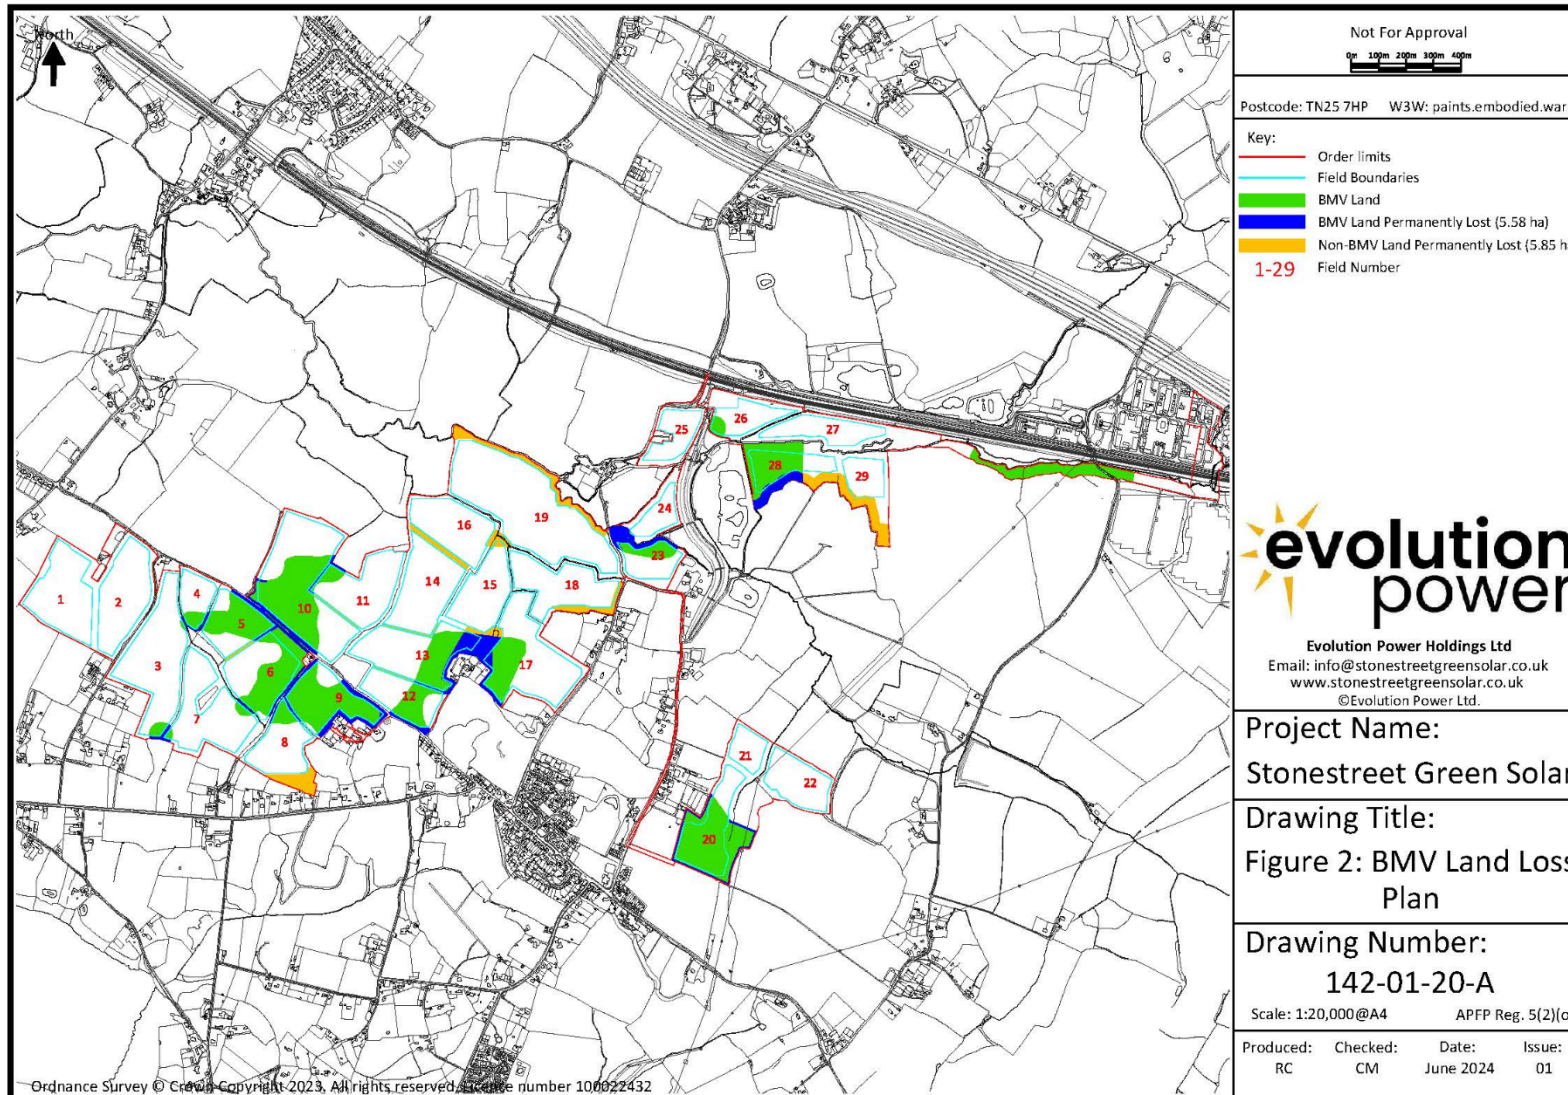 North
1
2
3
4
5
6
7
8
9
10
11
12
13
14
15
16
17
18
19
20
21
22
23
24
25
26
27
28
29
Ordnance Survey © Crown Copyright 2023. All rights reserved. Licence number 100022432
Not For Approval
0m 100m 200m 300m 400m
Postcode: TN25 7HP W3W: paints.embodied.war
Key:
Order limits
Field Boundaries
BMV Land
BMV Land Permanently Lost (5.58 ha)
Non-BMV Land Permanently Lost (5.85 h
1-29 Field Number
evolution
power
Evolution Power Holdings Ltd
Email: info@stonestreetgreensolar.co.uk
www.stonestreetgreensolar.co.uk
©Evolution Power Ltd.
Project Name:
Stonestreet Green Solar
Drawing Title:
Figure 2: BMV Land Loss
Plan
Drawing Number:
142-01-20-A
Scale: 1:20,000@A4 APFP Reg. 5(2)(o
Produced: Checked: Date: Issue:
RC CM June 2024 01